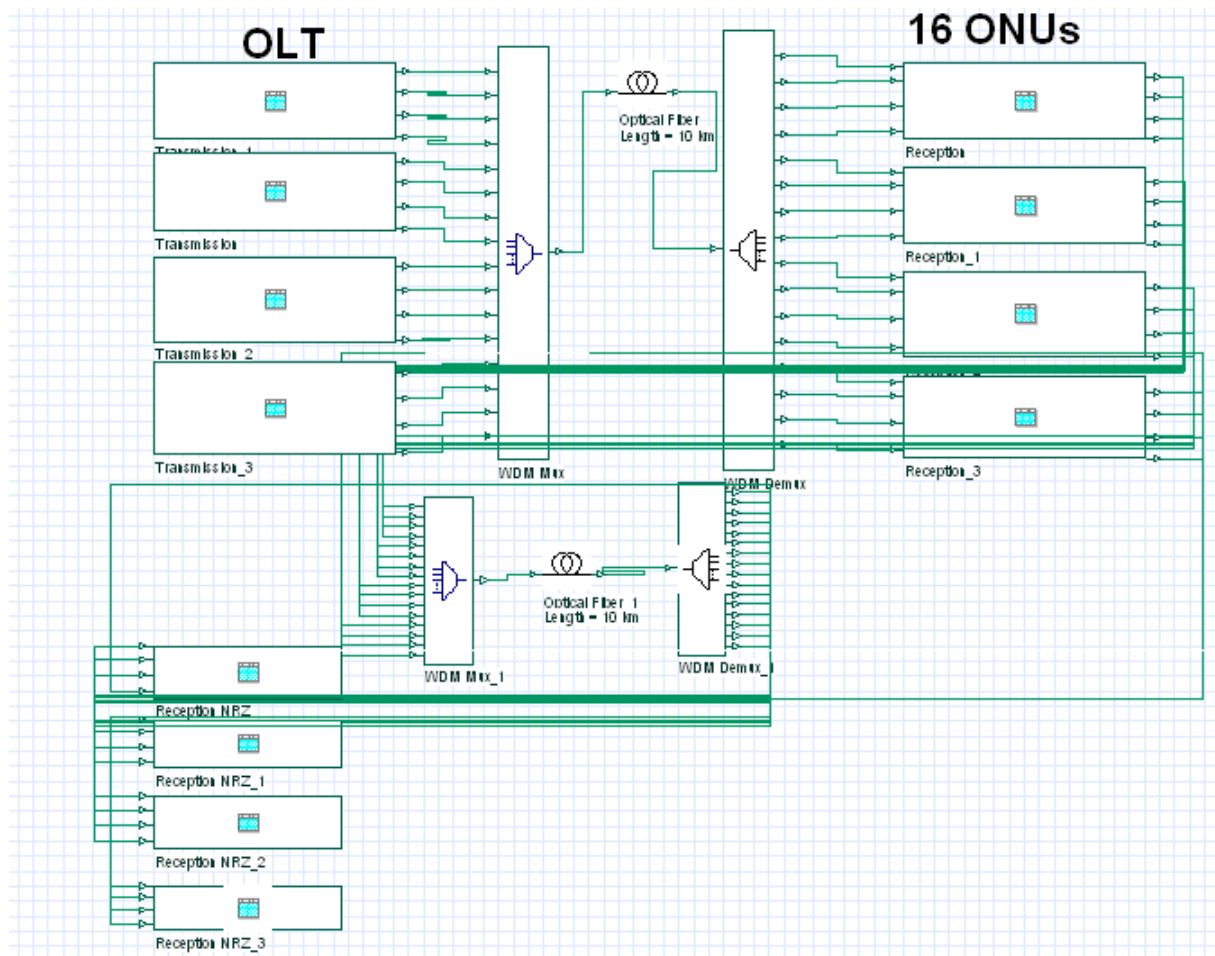 OLT
16 ONUs
Optical Fiber
Length = 10 km
Transmission_1
Reception
Transmission
Reception_1
Transmission_2
Transmission_3
WDM Mux
WDM Demux
Reception_3
Optical Fiber_1
Length = 10 km
WDM Mux_1
WDM Demux_1
Reception NRZ
Reception NRZ_1
Reception NRZ_2
Reception NRZ_3